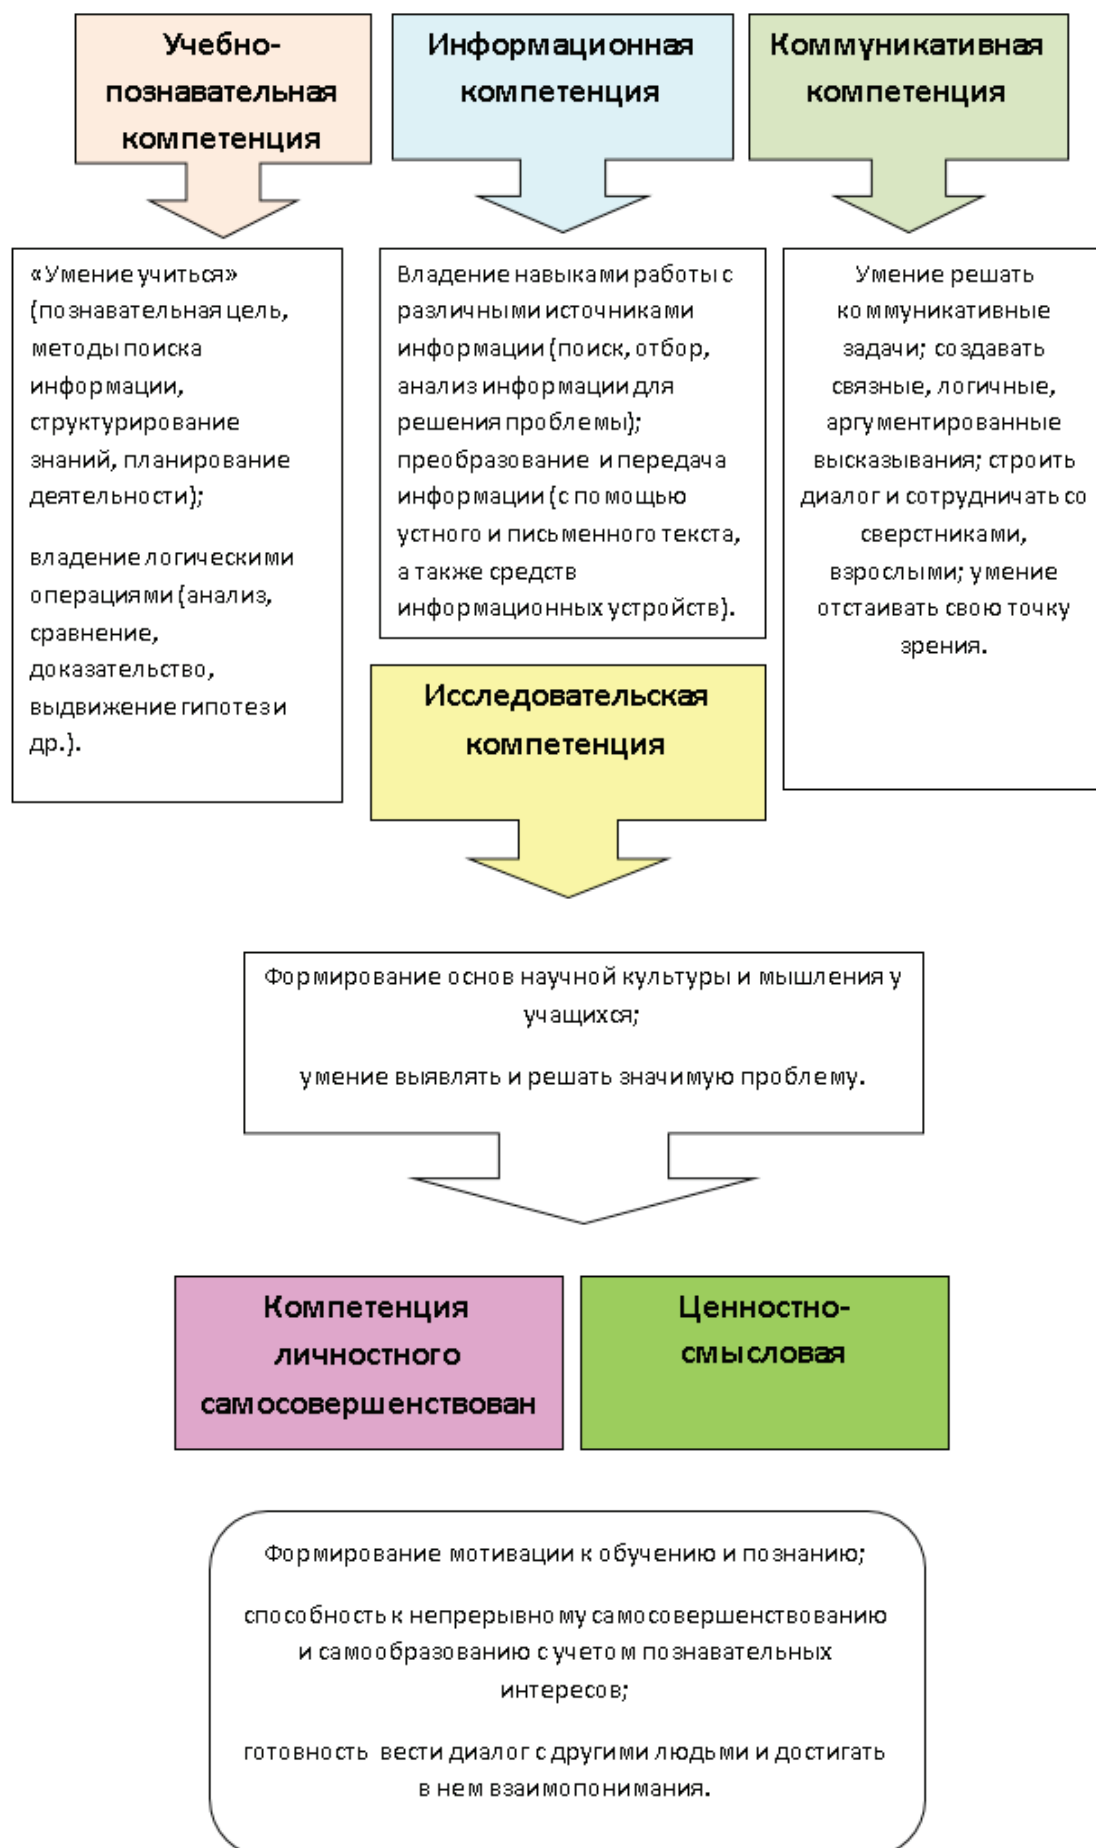 Учебно-
познавательная
компетенция
Информационная
компетенция
Коммуникативная
компетенция
«Умение учиться»
(познавательная цель,
методы поиска
информации,
структурирование
знаний, планирование
деятельности);
владение логическими
операциями (анализ,
сравнение,
доказательство,
выдвижение гипотез и
др.).
Владение навыками работы с
различными источниками
информации (поиск, отбор,
анализ информации для
решения проблемы);
преобразование и передача
информации (с помощью
устного и письменного текста,
а также средств
информационных устройств).
Умение решать
коммуникативные
задачи; создавать
связные, логичные,
аргументированные
высказывания; строить
диалог и сотрудничать со
сверстниками,
взрослыми; умение
отстаивать свою точку
зрения.
Исследовательская
компетенция
Формирование основ научной культуры и мышления у
учащихся;
умение выявлять и решать значимую проблему.
Компетенция
личностного
самосовершенствован
Ценностно-
смысловая
Формирование мотивации к обучению и познанию;
способность к непрерывному самосовершенствованию
и самообразованию с учетом познавательных
интересов;
готовность вести диалог с другими людьми и достигать
в нем взаимопонимания.